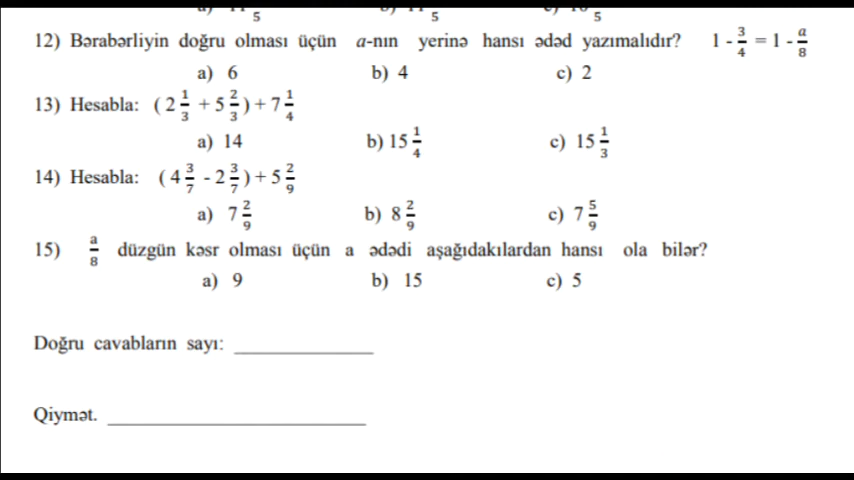 12) Bərabərliyin doğru olması üçün a-nın yerinə hansı ədəd yazımalıdır? 1 - 3/4 = 1 - a/8
a) 6 b) 4 c) 2
13) Hesabla: (2 1/3 + 5 2/3) + 7 1/4
a) 14 b) 15 1/4 c) 15 1/3
14) Hesabla: (4 3/7 - 2 3/7) + 5 2/9
a) 7 2/9 b) 8 2/9 c) 7 5/9
15) a/8 düzgün kəsr olması üçün a ədədi aşağıdakılardan hansı ola bilər?
a) 9 b) 15 c) 5
Doğru cavabların sayı:
Qiymət.